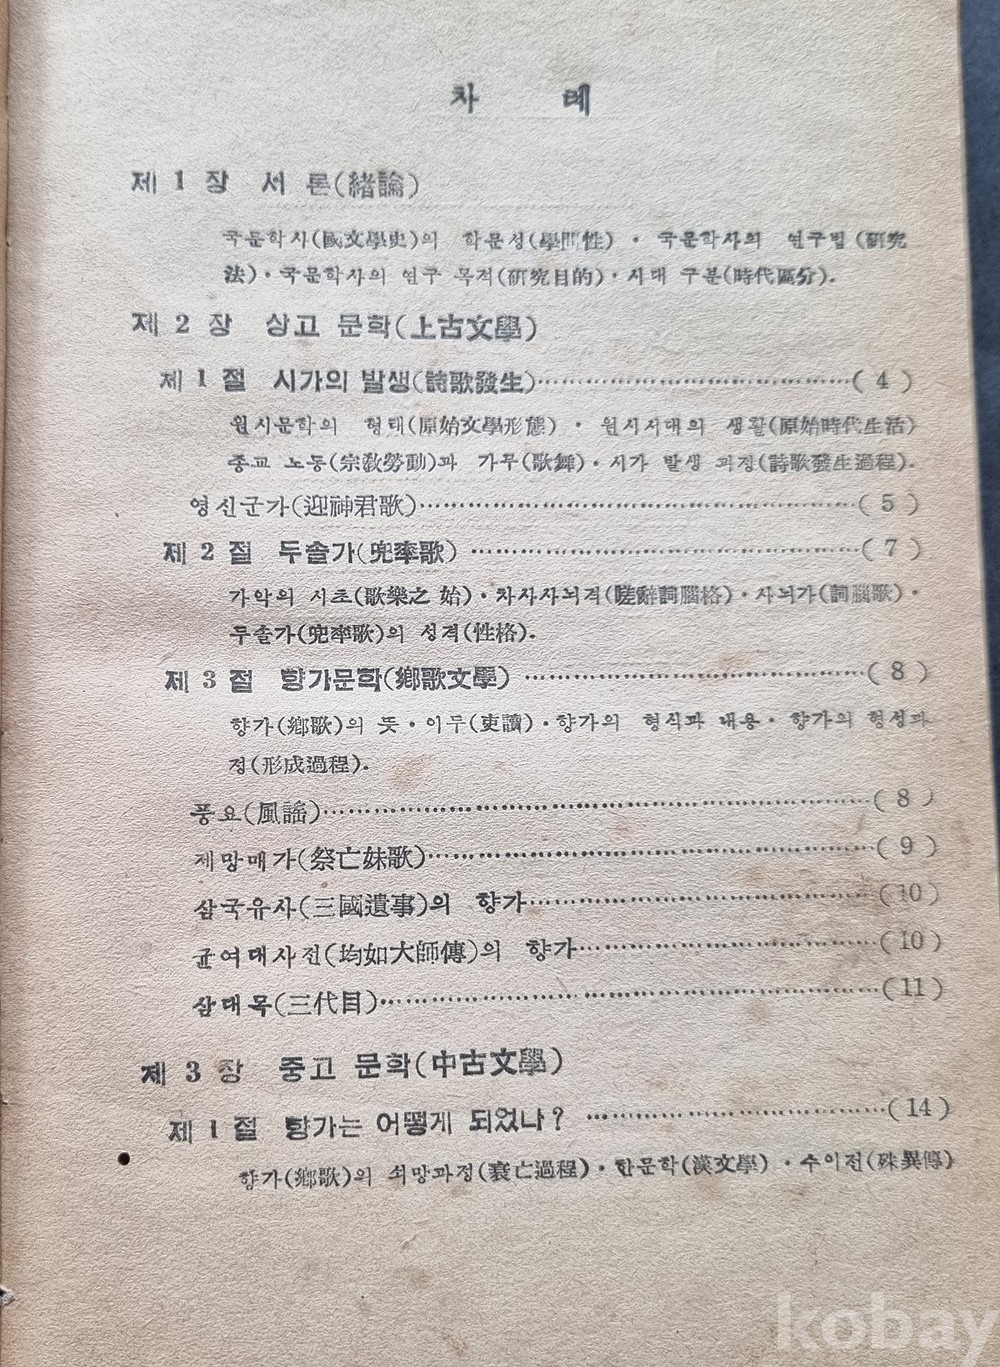 차 례
제 1 장 서 론(緖論)
국문학사(國文學史)의 학문성(學問性)·국문학사의 연구법(硏究
法)·국문학사의 연구 목적(硏究目的)·시대 구분(時代區分).
제 2 장 상고 문학(上古文學)
제 1 절 시가의 발생(詩歌發生)……………………………(4)
원시문학의 형태(原始文學形態)·원시시대의 생활(原始時代生活)
종교 노동(宗敎勞動)과 가무(歌舞)·시가 발생 과정(詩歌發生過程).
영신군가(迎神君歌)……………………………(5)
제 2 절 두솔가(兜率歌)……………………………(7)
가악의 시초(歌樂之 始)·차사사뇌격(嗟辭詞腦格)·사뇌가(詞腦歌)·
두솔가(兜率歌)의 성격(性格).
제 3 절 향가문학(鄕歌文學)……………………………(8)
향가(鄕歌)의 뜻·이두(吏讀)·향가의 형식과 내용·향가의 형성과
정(形成過程).
풍요(風謠)……………………………(8)
제망매가(祭亡妹歌)……………………………(9)
삼국유사(三國遺事)의 향가……………………………(10)
균여대사전(均如大師傳)의 향가……………………………(10)
삼대목(三代目)……………………………(11)
제 3 장 중고 문학(中古文學)
제 1 절 향가는 어떻게 되었나?……………………………(14)
향가(鄕歌)의 쇠망과정(衰亡過程)·한문학(漢文學)·수이전(殊異傳)
kobay